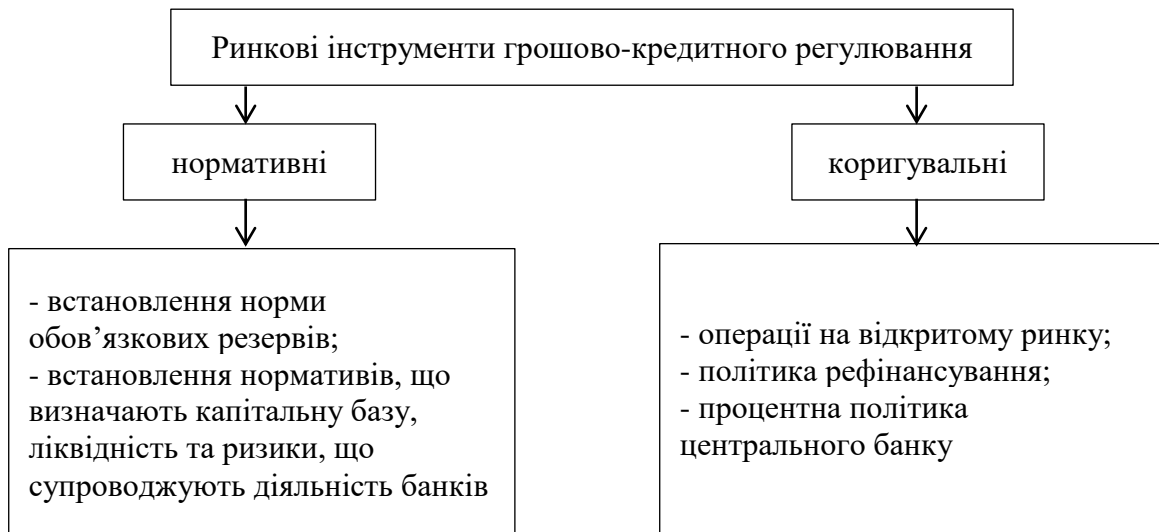 Ринкові інструменти грошово-кредитного регулювання
нормативні
коригувальні
- встановлення норми
обов’язкових резервів;
- встановлення нормативів, що
визначають капітальну базу,
ліквідність та ризики, що
супроводжують діяльність банків
- операції на відкритому ринку;
- політика рефінансування;
- процентна політика
центрального банку